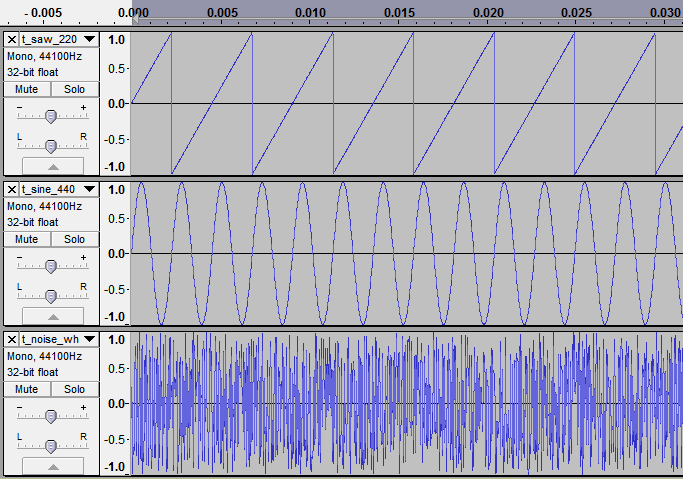 - 0.005 0.000 0.005 0.010 0.015 0.020 0.025 0.030
t_saw_220
Mono, 44100Hz
32-bit float
Mute Solo
- +
L R
1.0
0.5-
0.0-
-0.5-
-1.0
t_sine_440
Mono, 44100Hz
32-bit float
Mute Solo
- +
L R
1.0
0.5-
0.0-
-0.5-
-1.0
t_noise_wh
Mono, 44100Hz
32-bit float
Mute Solo
- +
L R
1.0
0.5-
0.0-
-0.5-
-1.0